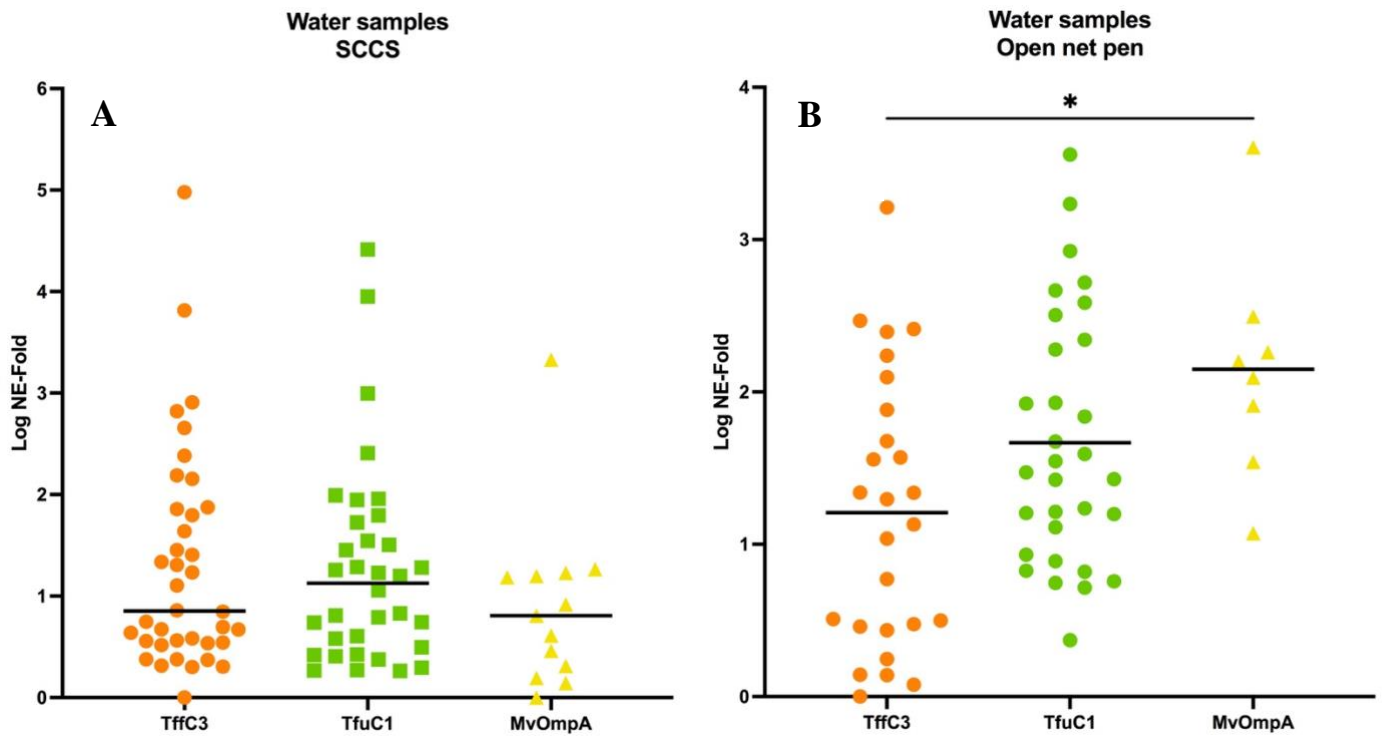 Water samples
SCCS
A
Log NE-Fold
6
5
4
3
2
1
0
TffC3
TfuC1
MvOmpA
Water samples
Open net pen
B
*
Log NE-Fold
4
3
2
1
0
TffC3
TfuC1
MvOmpA